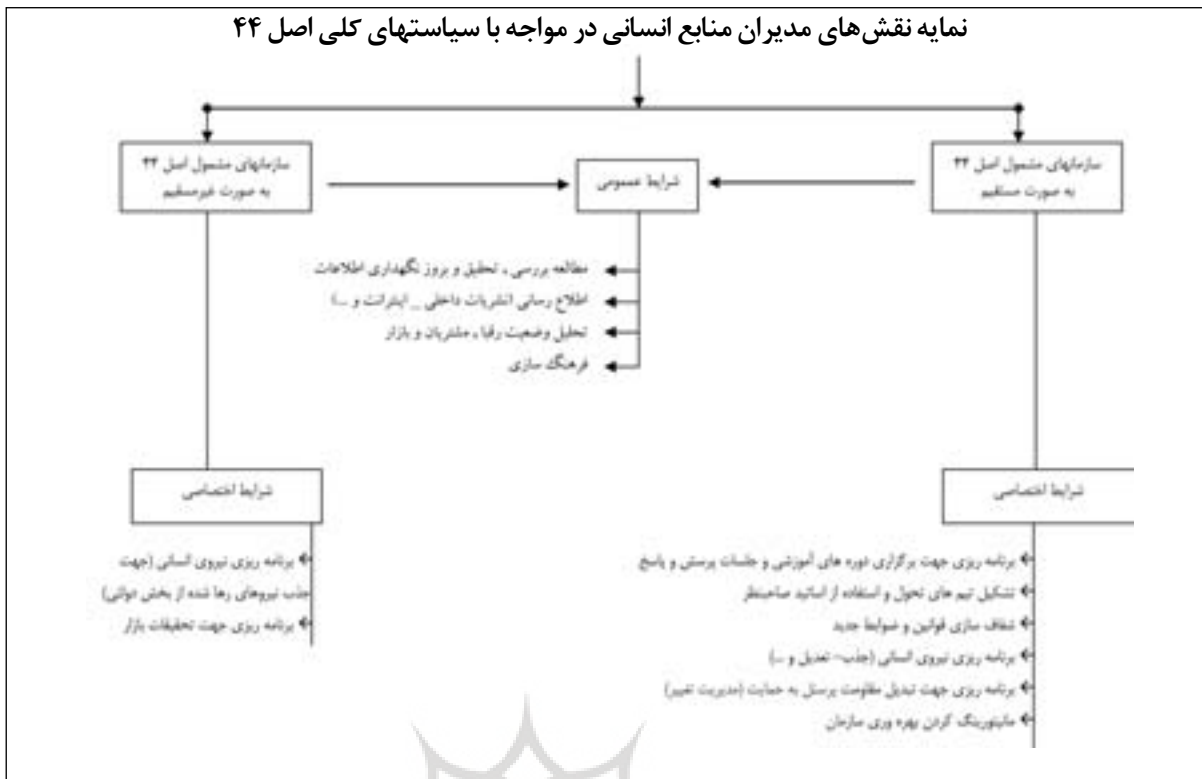 نمایه نقش‌های مدیران منابع انسانی در مواجه با سیاستهای کلی اصل ۴۴
سازمانهای مشمول اصل ۴۴
به صورت مستقیم
شرایط عمومی
سازمانهای مشمول اصل ۴۴
به صورت غیرمستقیم
مطالعه بررسی ، تحقیق و بروز نگهداری اطلاعات
اطلاع رسانی (نشریات داخلی _ اینترانت و ...)
تحلیل وضعیت رقبا ، مشتریان و بازار
فرهنگ سازی
شرایط اختصاصی
برنامه ریزی جهت برگزاری دوره های آموزشی و جلسات پرسش و پاسخ
تشکیل تیم های تحول و استفاده از اساتید صاحبنظر
شفاف سازی قوانین و ضوابط جدید
برنامه ریزی نیروی انسانی (جذب- تعدیل و ...)
برنامه ریزی جهت تبدیل مقاومت پرسنل به حمایت (مدیریت تغییر)
مانیتورینگ کردن بهره وری سازمان
شرایط اختصاصی
برنامه ریزی نیروی انسانی (جهت
جذب نیروهای رها شده از بخش دولتی)
برنامه ریزی جهت تحقیقات بازار